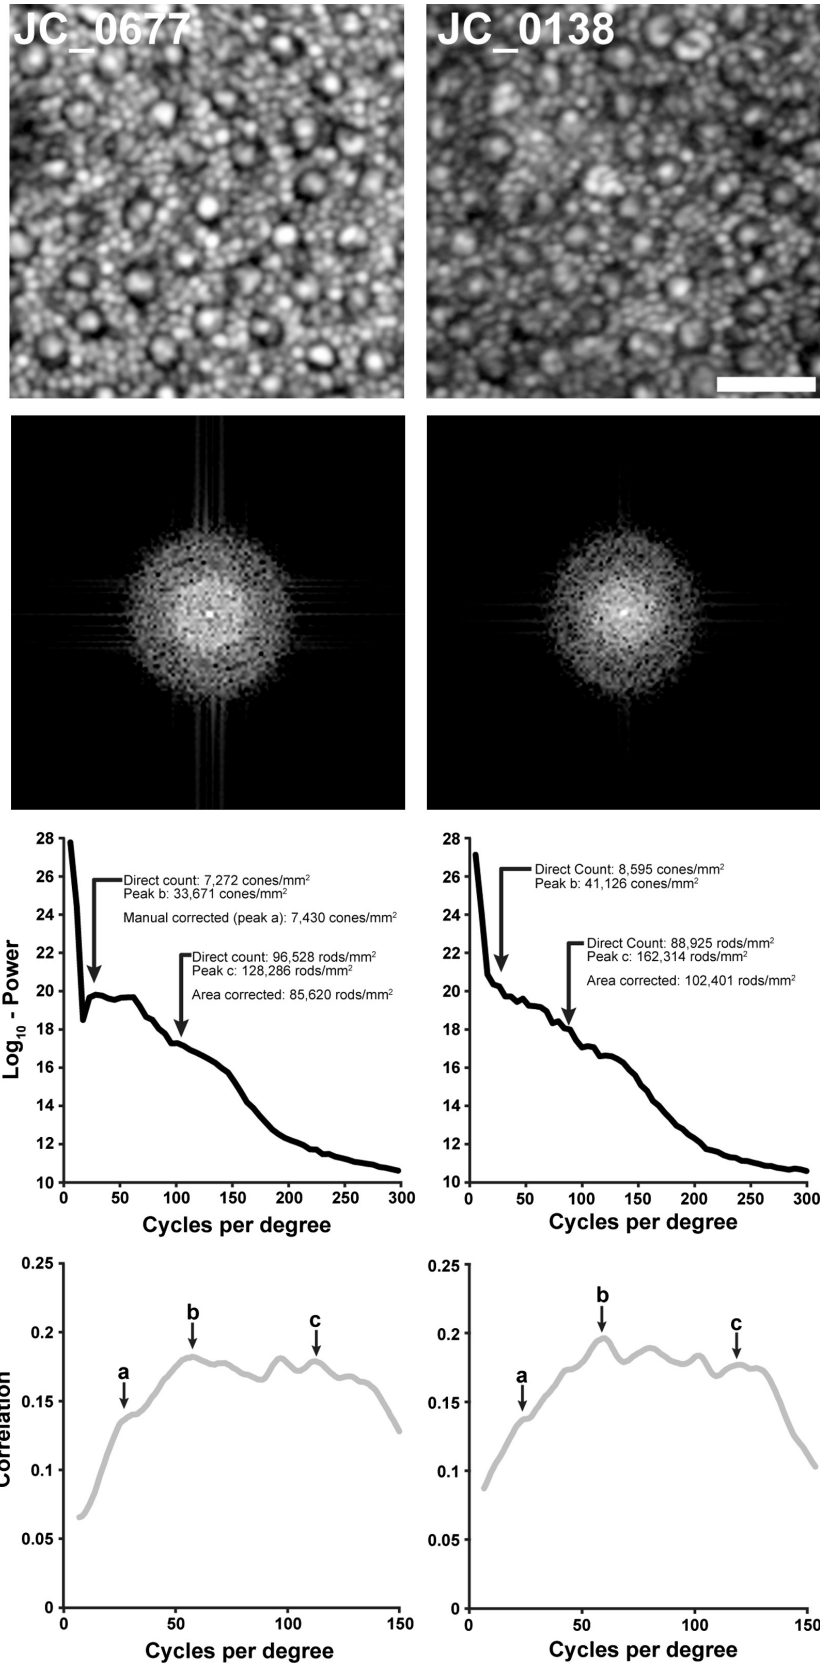 JC_0677
JC_0138
28
26
24
22
20
18
16
14
12
10
Log10 - Power
Direct count: 7,272 cones/mm2
Peak b: 33,671 cones/mm2
Manual corrected (peak a): 7,430 cones/mm2
Direct count: 96,528 rods/mm2
Peak c: 128,286 rods/mm2
Area corrected: 85,620 rods/mm2
0 50 100 150 200 250 300
Cycles per degree
28
26
24
22
20
18
16
14
12
10
Direct Count: 8,595 cones/mm2
Peak b: 41,126 cones/mm2
Direct Count: 88,925 rods/mm2
Peak c: 162,314 rods/mm2
Area corrected: 102,401 rods/mm2
0 50 100 150 200 250 300
Cycles per degree
0.25
0.2
0.15
0.1
0.05
0
Correlation
a
b
c
0 50 100 150
Cycles per degree
0.25
0.2
0.15
0.1
0.05
0
a
b
c
0 50 100 150
Cycles per degree